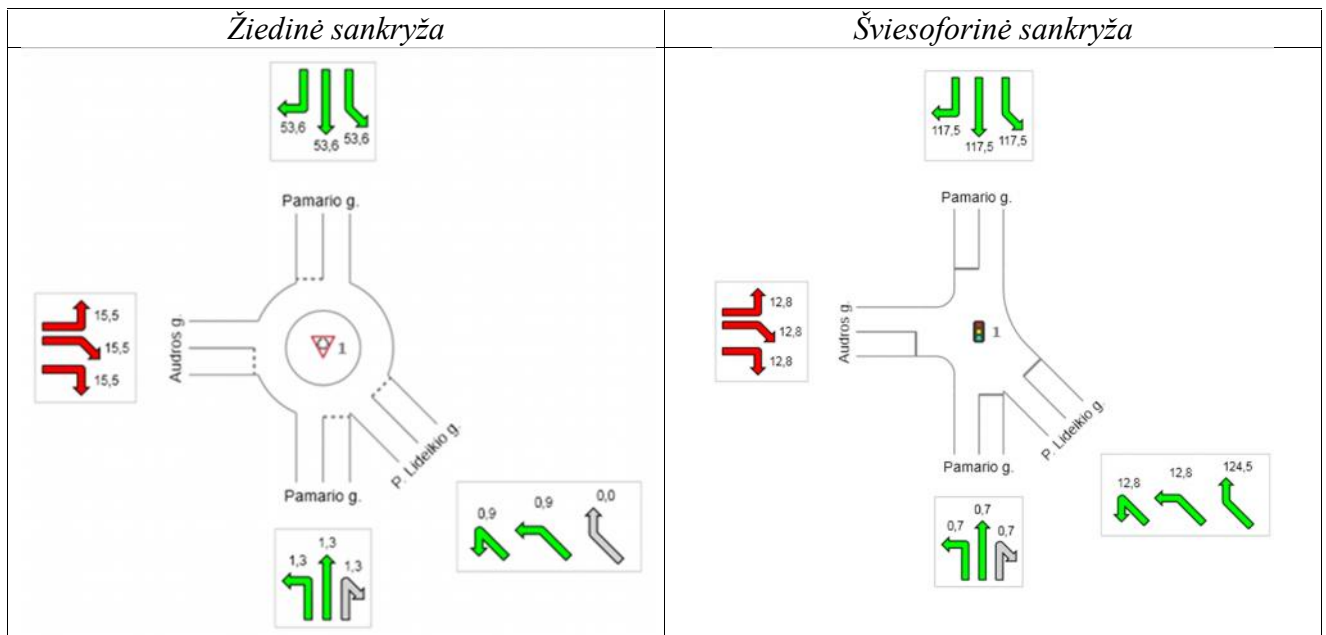 Žiedinė sankryža
53,6
53,6
53,6
Pamario g.
15,5
15,5
15,5
Audros g.
1
P. Lideikio g.
Pamario g.
1,3
1,3
1,3
0,9
0,9
0,0
Šviesoforinė sankryža
117,5
117,5
117,5
Pamario g.
12,8
12,8
12,8
Audros g.
1
P. Lideikio g.
Pamario g.
0,7
0,7
0,7
12,8
12,8
124,5